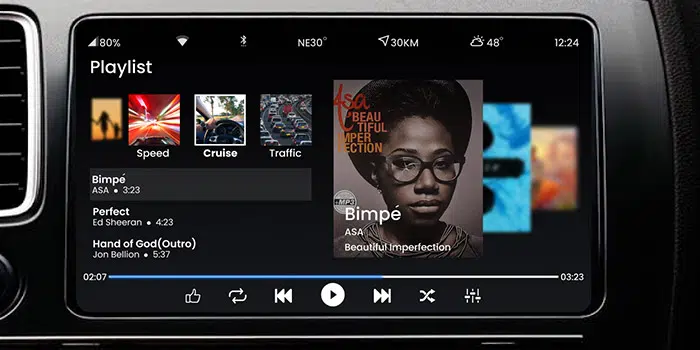 80%
NE30°
30KM
48°
12:24
Playlist
Speed
Cruise
Traffic
Bimpé
ASA • 3:23
Perfect
Ed Sheeran • 4:23
Hand of God(Outro)
Jon Bellion • 5:37
Asa
BEAU
TIFUL
IMPER
FECTION
MP3
Bimpé
ASA
Beautiful Imperfection
02:07
03:23